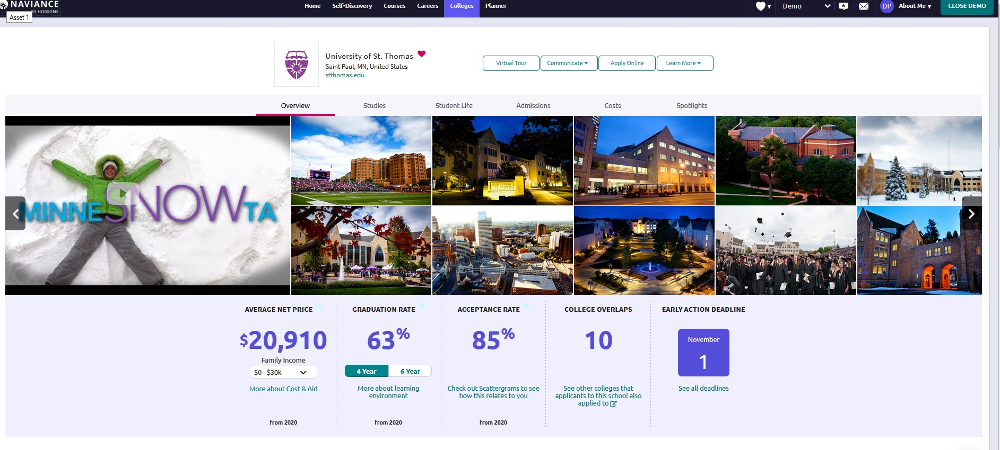 NAVIANCE
BY HOBSONS
Asset 1
Home
Self-Discovery
Courses
Careers
Colleges
Planner
Demo
DP
About Me
CLOSE DEMO
University of St. Thomas
Saint Paul, MN, United States
stthomas.edu
Virtual Tour
Communicate
Apply Online
Learn More
Overview
Studies
Student Life
Admissions
Costs
Spotlights
MINNESNOWTA
UNIVERSITY OF
ST. THOMAS
AVERAGE NET PRICE
$20,910
Family Income
$0 - $30k
More about Cost & Aid
from 2020
GRADUATION RATE
63%
4 Year
6 Year
More about learning
environment
from 2020
ACCEPTANCE RATE
85%
Check out Scattergrams to see
how this relates to you
from 2020
COLLEGE OVERLAPS
10
See other colleges that
applicants to this school also
applied to
EARLY ACTION DEADLINE
November
1
See all deadlines